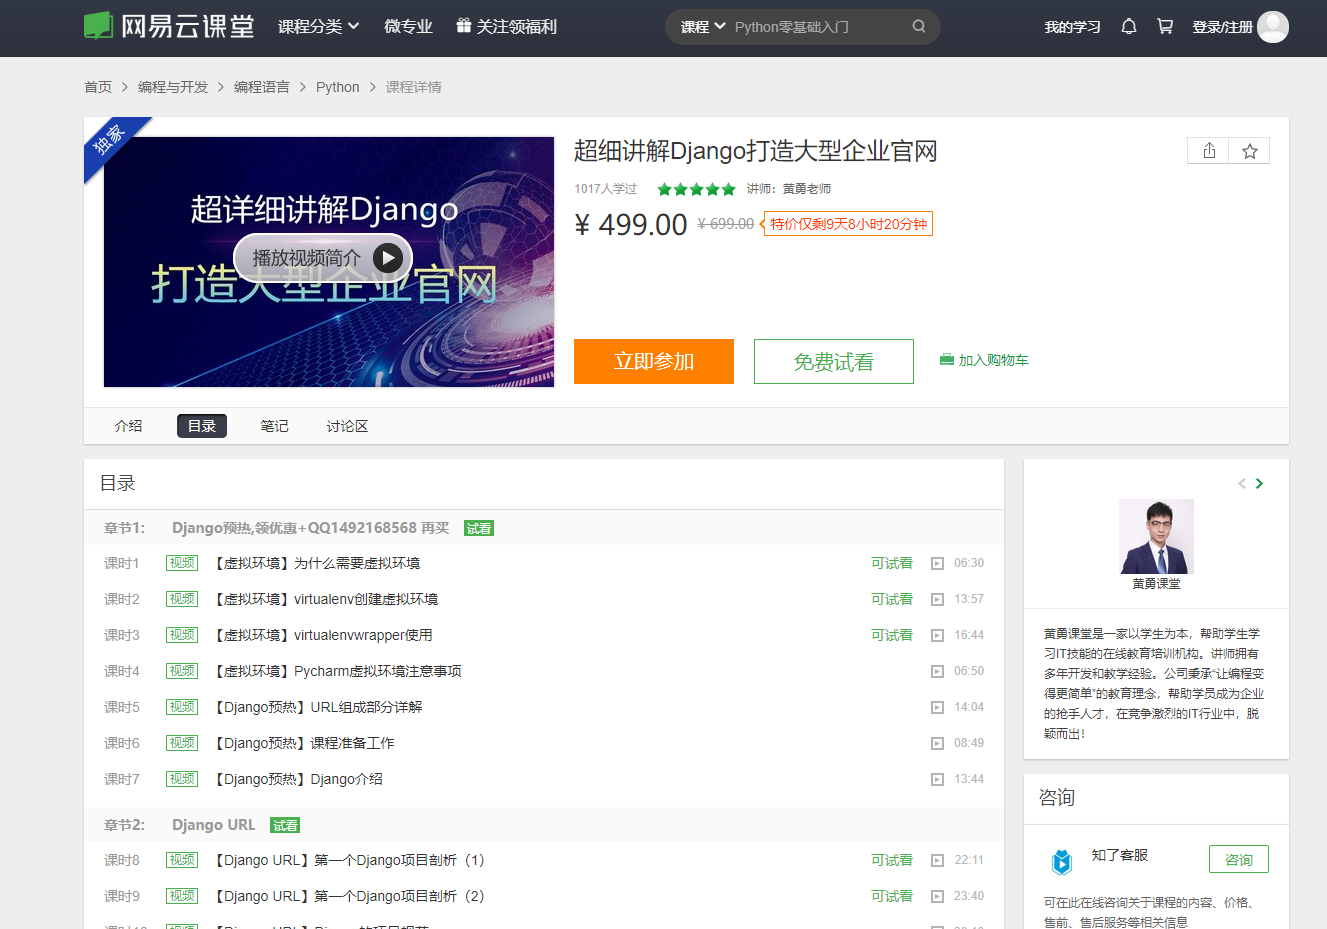 网易云课堂 课程分类 微专业 关注领福利 课程 Python零基础入门 我的学习 登录/注册
首页 > 编程与开发 > 编程语言 > Python > 课程详情
独家
超详细讲解Django
播放视频简介
打造大型企业官网
超细讲解Django打造大型企业官网
1017人学过 讲师：黄勇老师
¥ 499.00 ¥ 699.00 特价仅剩9天8小时20分钟
立即参加 免费试看 加入购物车
介绍 目录 笔记 讨论区
目录
章节1: Django预热,领优惠+QQ1492168568 再买 试看
课时1 视频 【虚拟环境】为什么需要虚拟环境 可试看 06:30
课时2 视频 【虚拟环境】virtualenv创建虚拟环境 可试看 13:57
课时3 视频 【虚拟环境】virtualenvwrapper使用 可试看 16:44
课时4 视频 【虚拟环境】Pycharm虚拟环境注意事项 06:50
课时5 视频 【Django预热】URL组成部分详解 14:04
课时6 视频 【Django预热】课程准备工作 08:49
课时7 视频 【Django预热】Django介绍 13:44
章节2: Django URL 试看
课时8 视频 【Django URL】第一个Django项目剖析（1） 可试看 22:11
课时9 视频 【Django URL】第一个Django项目剖析（2） 可试看 23:40
黄勇课堂
黄勇课堂是一家以学生为本，帮助学生学
习IT技能的在线教育培训机构。讲师拥有
多年开发和教学经验。公司秉承“让编程变
得更简单”的教育理念，帮助学员成为企业
的抢手人才，在竞争激烈的IT行业中，脱
颖而出！
咨询
知了客服 咨询
可在此在线咨询关于课程的内容、价格、
售前、售后服务等相关信息